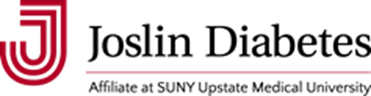 Joslin Diabetes
Affiliate at SUNY Upstate Medical University